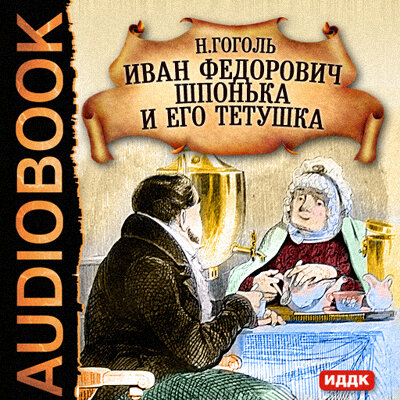 AUDIOBOOK
Н.ГОГОЛЬ
ИВАН ФЕДОРОВИЧ
ШПОНЬКА
И ЕГО ТЕТУШКА
ИДДК